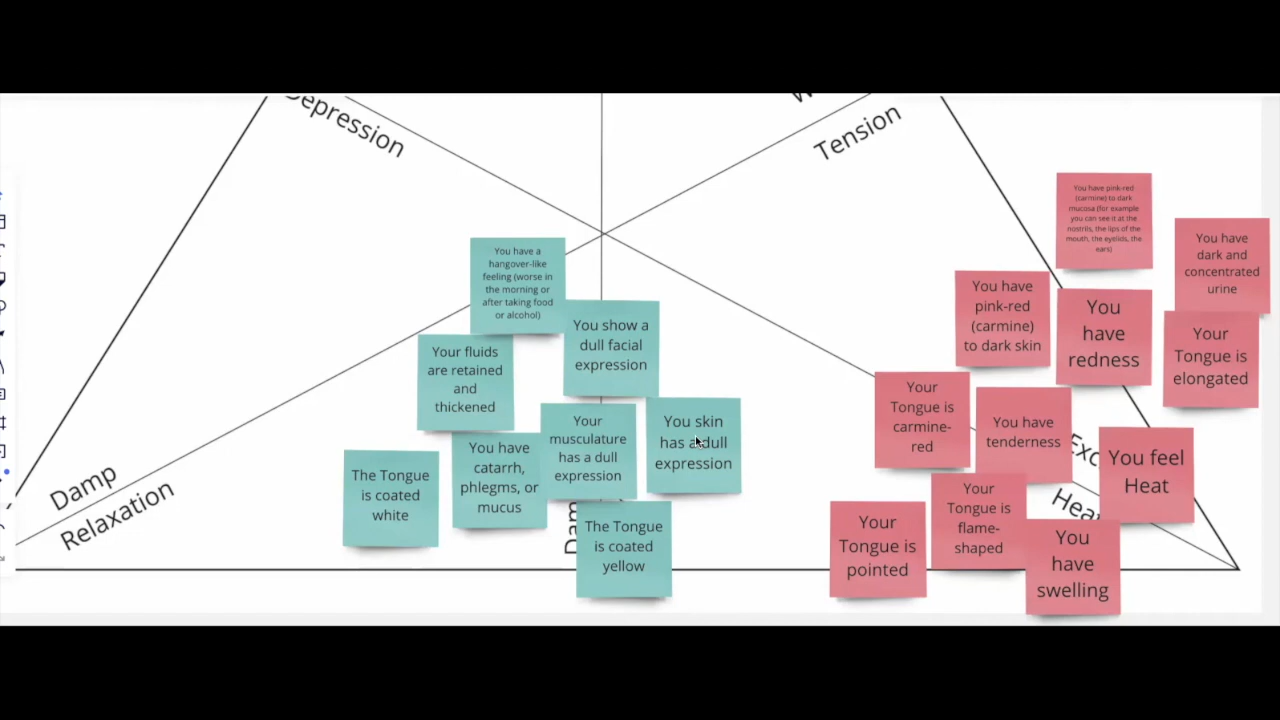 Depression
Tension
You have pink-red
(carmine) to dark
mucosa (for example
you can see it at the
nostrils, the lips of the
mouth, the eyelids, the
ears)
You have
dark and
concentrated
urine
You have a
hangover-like
feeling (worse in
the morning or
after taking food
or alcohol)
You show a
dull facial
expression
You have
pink-red
(carmine)
to dark skin
You
have
redness
Your
Tongue is
elongated
Your fluids
are retained
and
thickened
Your
musculature
has a dull
expression
You skin
has a dull
expression
Your
Tongue is
carmine-
red
You have
tenderness
You feel
Heat
Damp
Relaxation
The Tongue
is coated
white
You have
catarrh,
phlegms, or
mucus
The Tongue
is coated
yellow
Your
Tongue is
pointed
Your
Tongue is
flame-
shaped
You
have
swelling